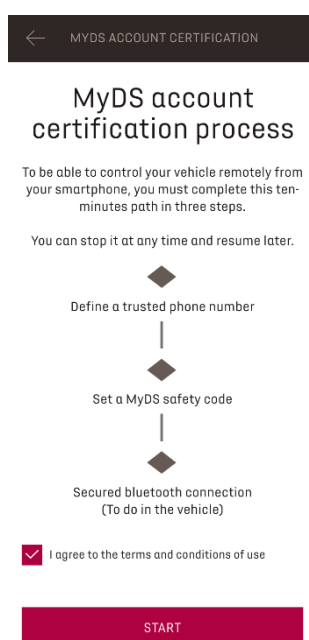 MYDS ACCOUNT CERTIFICATION
MyDS account
certification process
To be able to control your vehicle remotely from
your smartphone, you must complete this ten-
minutes path in three steps.
You can stop it at any time and resume later.
Define a trusted phone number
Set a MyDS safety code
Secured bluetooth connection
(To do in the vehicle)
I agree to the terms and conditions of use
START